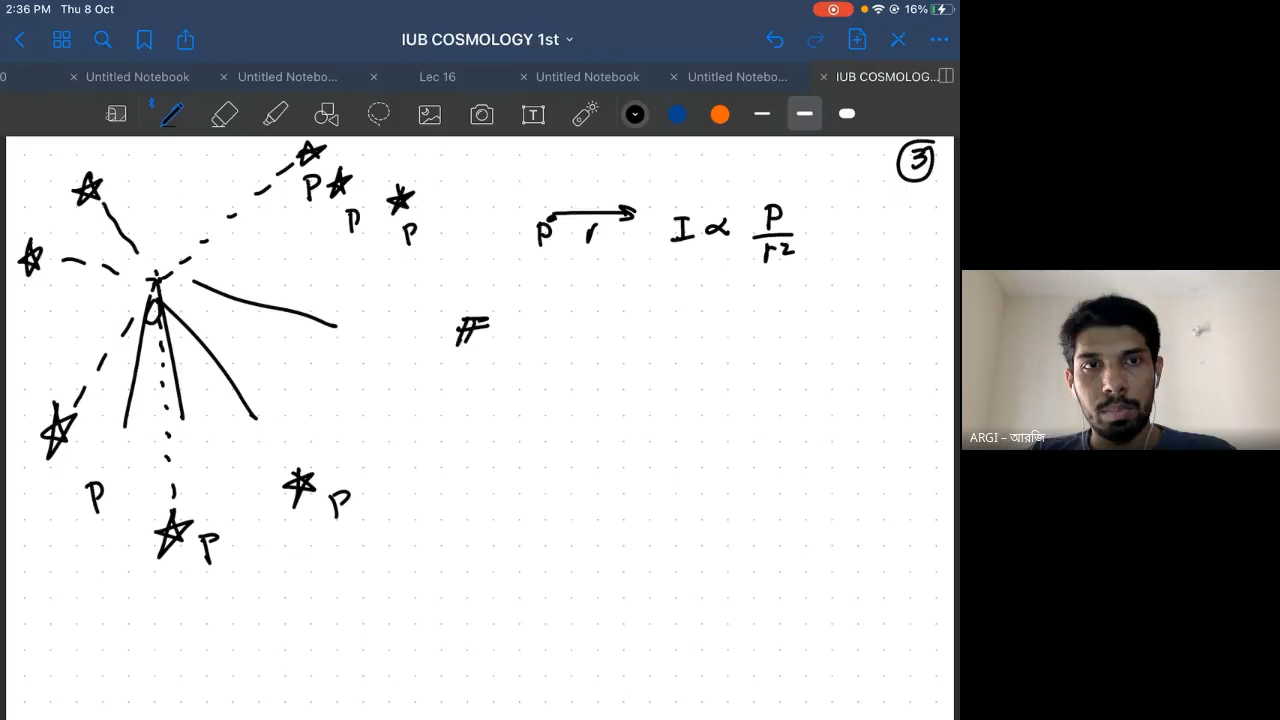 2:36 PM Thu 8 Oct
16%
IUB COSMOLOGY 1st
0 × Untitled Notebook × Untitled Notebo... × Lec 16 × Untitled Notebook × Untitled Notebo... × IUB COSMOLOG...
T
3
P
P
P
P r I ∝ P/r²
O
P
P
P
ARGI – আরজি